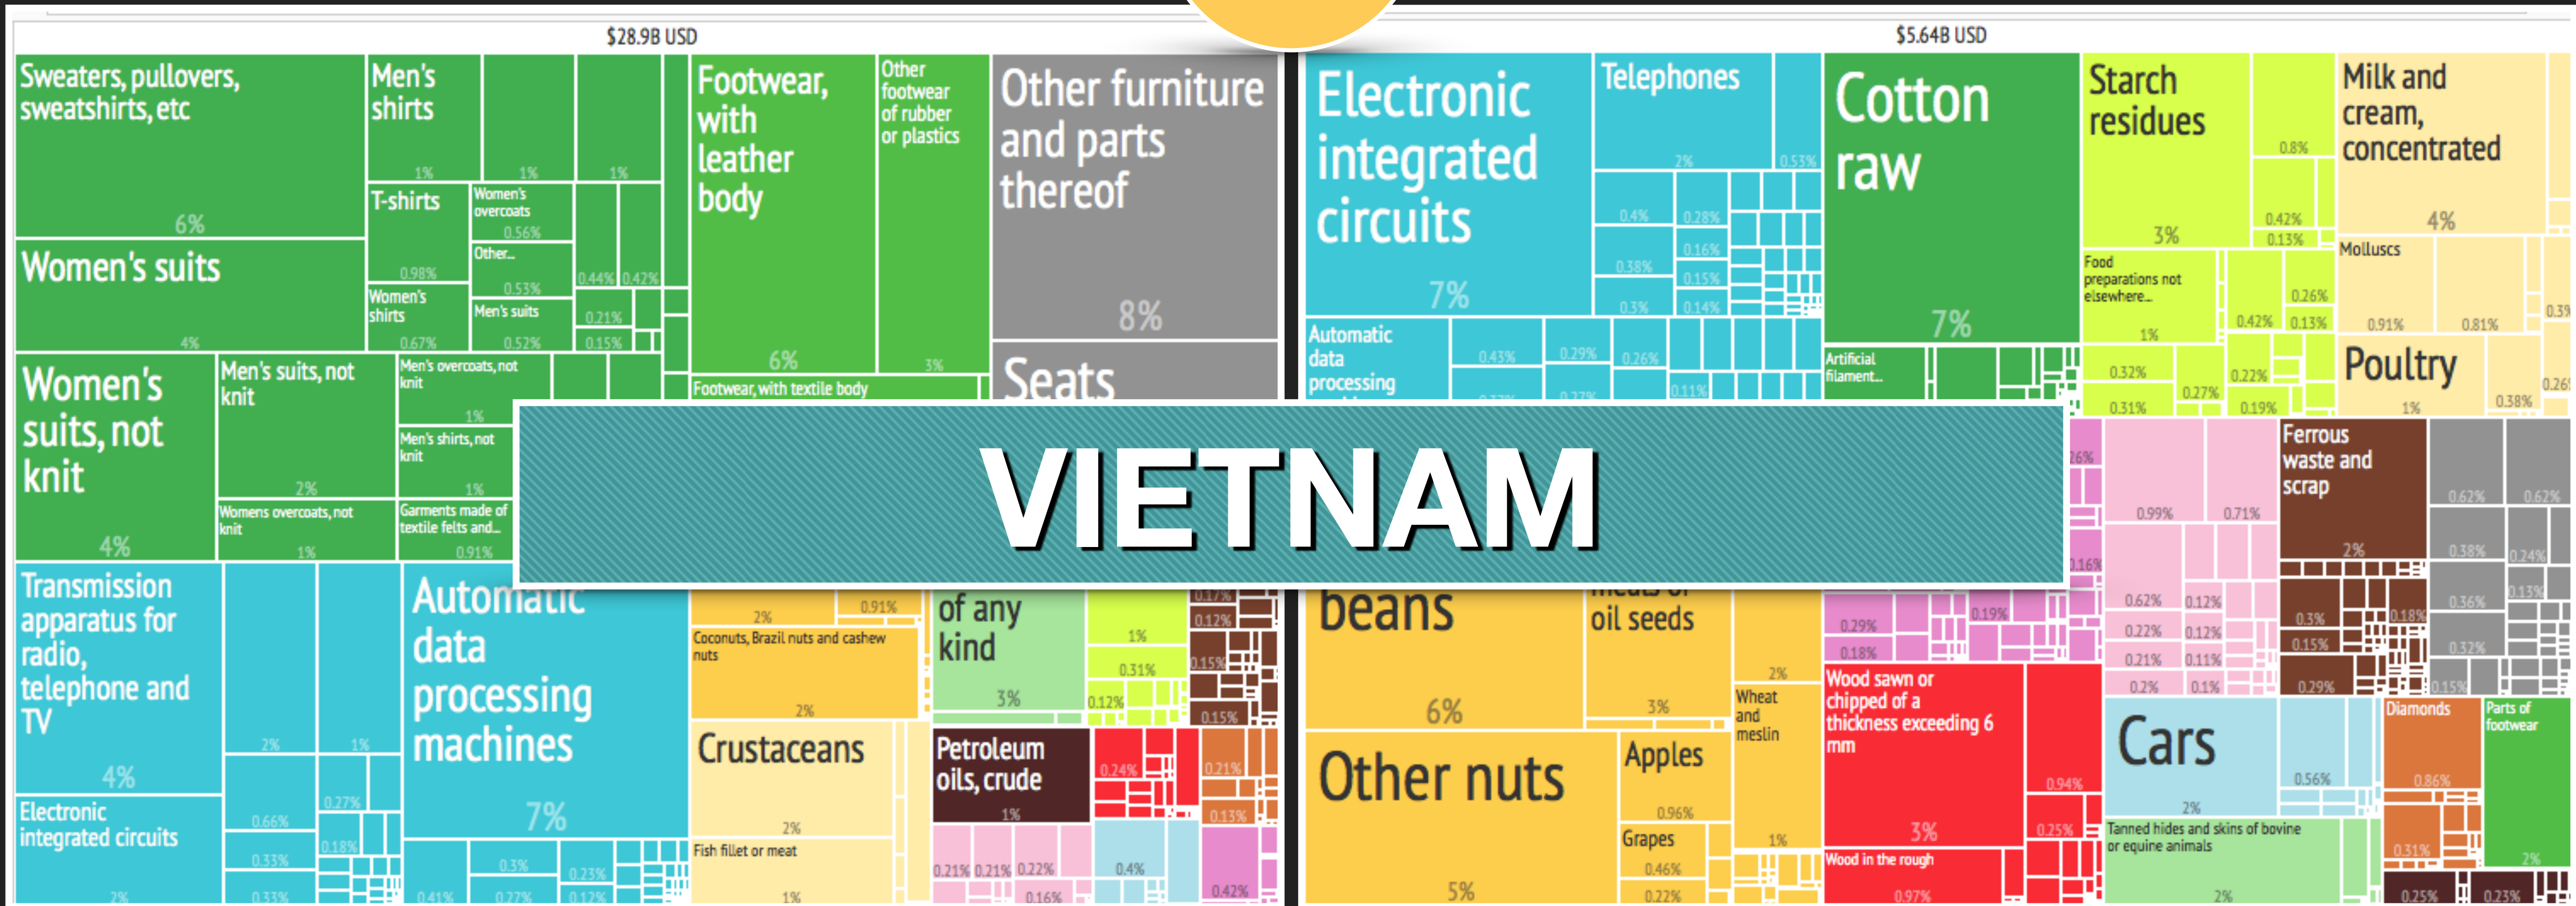 $28.9B USD
Sweaters, pullovers,
sweatshirts, etc
6%
Women's suits
4%
Men's
shirts
1%
1%
1%
T-shirts
0.98%
Women's
overcoats
0.56%
Other...
0.53%
Women's
shirts
0.67%
Men's suits
0.52%
0.44%
0.42%
0.21%
0.15%
Women's
suits, not
knit
4%
Men's suits, not
knit
2%
Womens overcoats, not
knit
1%
Men's overcoats, not
knit
1%
Men's shirts, not
knit
1%
Garments made of
textile felts and...
0.91%
Footwear,
with
leather
body
6%
Other
footwear
of rubber
or plastics
3%
Footwear, with textile body
Other furniture
and parts
thereof
8%
Seats
Transmission
apparatus for
radio,
telephone and
TV
4%
Electronic
integrated circuits
2%
2%
1%
0.66%
0.33%
0.33%
0.27%
0.18%
Automatic
data
processing
machines
7%
0.41%
0.3%
0.27%
0.23%
0.12%
2%
0.91%
Coconuts, Brazil nuts and cashew
nuts
2%
Crustaceans
2%
Fish fillet or meat
1%
of any
kind
3%
1%
0.31%
0.12%
0.17%
0.12%
0.15%
0.15%
Petroleum
oils, crude
1%
0.24%
0.21%
0.13%
0.21%
0.21%
0.22%
0.16%
0.4%
0.42%
VIETNAM
$5.64B USD
Electronic
integrated
circuits
7%
Telephones
2%
0.53%
0.4%
0.28%
0.16%
0.38%
0.15%
0.3%
0.14%
Automatic
data
processing
0.43%
0.29%
0.26%
0.11%
Cotton
raw
7%
Artificial
filament...
Starch
residues
3%
0.8%
0.42%
0.13%
Food
preparations not
elsewhere...
1%
0.42%
0.26%
0.13%
0.32%
0.31%
0.27%
0.22%
0.19%
Milk and
cream,
concentrated
4%
Molluscs
0.91%
0.81%
Poultry
1%
0.38%
beans
6%
oil seeds
3%
2%
Other nuts
5%
Apples
0.96%
Grapes
0.46%
0.22%
Wheat
and
meslin
1%
0.29%
0.18%
0.19%
Wood sawn or
chipped of a
thickness exceeding 6
mm
3%
Wood in the rough
0.97%
0.94%
0.25%
0.99%
0.71%
0.62%
0.12%
0.22%
0.12%
0.21%
0.11%
0.2%
0.1%
Ferrous
waste and
scrap
2%
0.3%
0.18%
0.15%
0.29%
0.62%
0.62%
0.38%
0.24%
0.36%
0.13%
0.32%
0.15%
Cars
2%
0.56%
Tanned hides and skins of bovine
or equine animals
2%
Diamonds
0.86%
0.31%
Parts of
footwear
2%
0.25%
0.23%